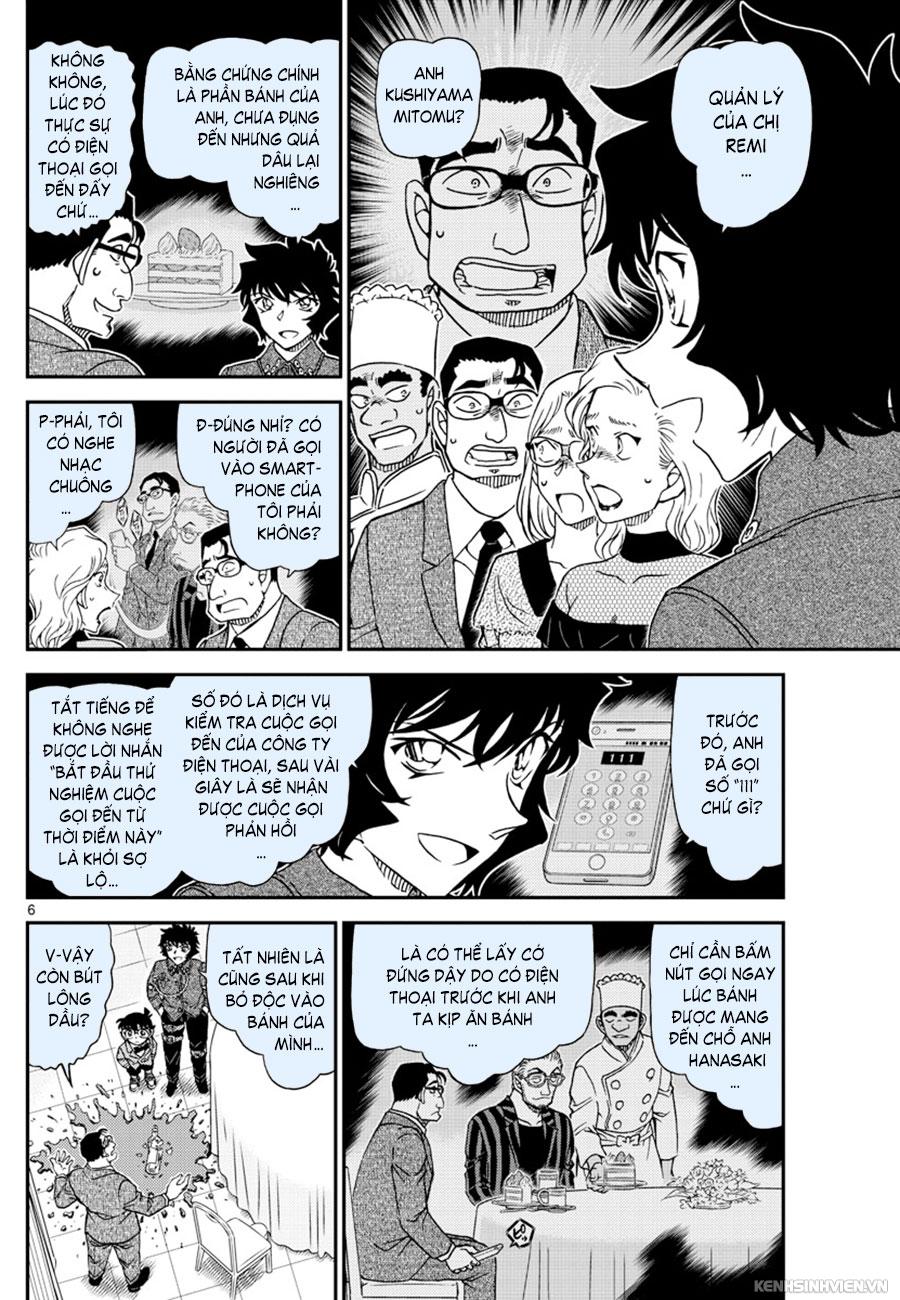 QUẢN LÝ
CỦA CHỊ
REMI
...
ANH
KUSHIYAMA
MITOMU?
BẰNG CHỨNG CHÍNH
LÀ PHẦN BÁNH CỦA
ANH, CHƯA ĐỤNG
ĐẾN NHƯNG QUẢ
DÂU LẠI
NGHIÊNG
...
KHÔNG
KHÔNG,
LÚC ĐÓ
THỰC SỰ
CÓ ĐIỆN
THOẠI GỌI
ĐẾN ĐẤY
CHỨ...
Đ-ĐÚNG NHỈ? CÓ
NGƯỜI ĐÃ GỌI
VÀO SMART-
PHONE CỦA
TÔI PHẢI
KHÔNG?
P-PHẢI, TÔI
CÓ NGHE
NHẠC
CHUÔNG
...
TRƯỚC
ĐÓ, ANH
ĐÃ GỌI
SỐ "111"
CHỨ GÌ?
111
SỐ ĐÓ LÀ DỊCH VỤ
KIỂM TRA CUỘC GỌI
ĐẾN CỦA CÔNG TY
ĐIỆN THOẠI, SAU VÀI
GIÂY LÀ SẼ NHẬN
ĐƯỢC CUỘC GỌI
PHẢN HỒI
...
TẮT TIẾNG ĐỂ
KHÔNG NGHE
ĐƯỢC LỜI NHẮN
"BẮT ĐẦU THỬ
NGHIỆM CUỘC
GỌI ĐẾN TỪ
THỜI ĐIỂM NÀY"
LÀ KHỎI SỢ
LỘ...
6
CHỈ CẦN BẤM
NÚT GỌI NGAY
LÚC BÁNH
ĐƯỢC MANG
ĐẾN CHỖ ANH
HANASAKI
...
LÀ CÓ THỂ LẤY CỚ
ĐỨNG DẬY DO CÓ ĐIỆN
THOẠI TRƯỚC KHI ANH
TA KỊP ĂN BÁNH
...
ピッ
TẤT NHIÊN LÀ
CŨNG SAU KHI
BỎ ĐỘC VÀO
BÁNH CỦA
MÌNH...
V-VẬY
CÒN BÚT
LÔNG
DẦU?
KENHSINHVIEN.VN